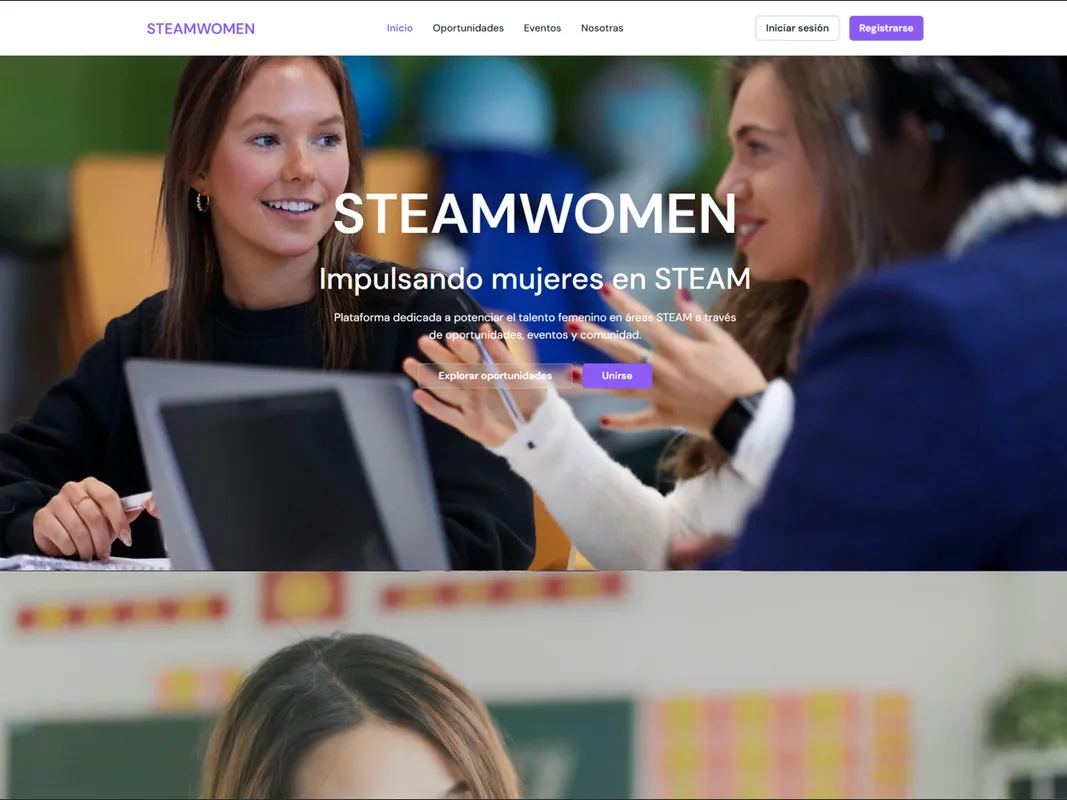 STEAMWOMEN
Inicio
Oportunidades
Eventos
Nosotras
Iniciar sesión
Registrarse
STEAMWOMEN
Impulsando mujeres en STEAM
Plataforma dedicada a potenciar el talento femenino en áreas STEAM a través
de oportunidades, eventos y comunidad.
Explorar oportunidades
Unirse